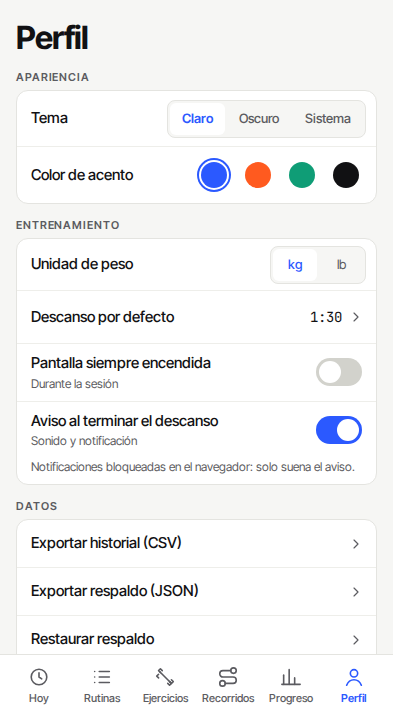 Perfil
APARIENCIA
Tema
Claro Oscuro Sistema
Color de acento
ENTRENAMIENTO
Unidad de peso
kg lb
Descanso por defecto
1:30
Pantalla siempre encendida
Durante la sesión
Aviso al terminar el descanso
Sonido y notificación
Notificaciones bloqueadas en el navegador: solo suena el aviso.
DATOS
Exportar historial (CSV)
Exportar respaldo (JSON)
Restaurar respaldo
Hoy Rutinas Ejercicios Recorridos Progreso Perfil